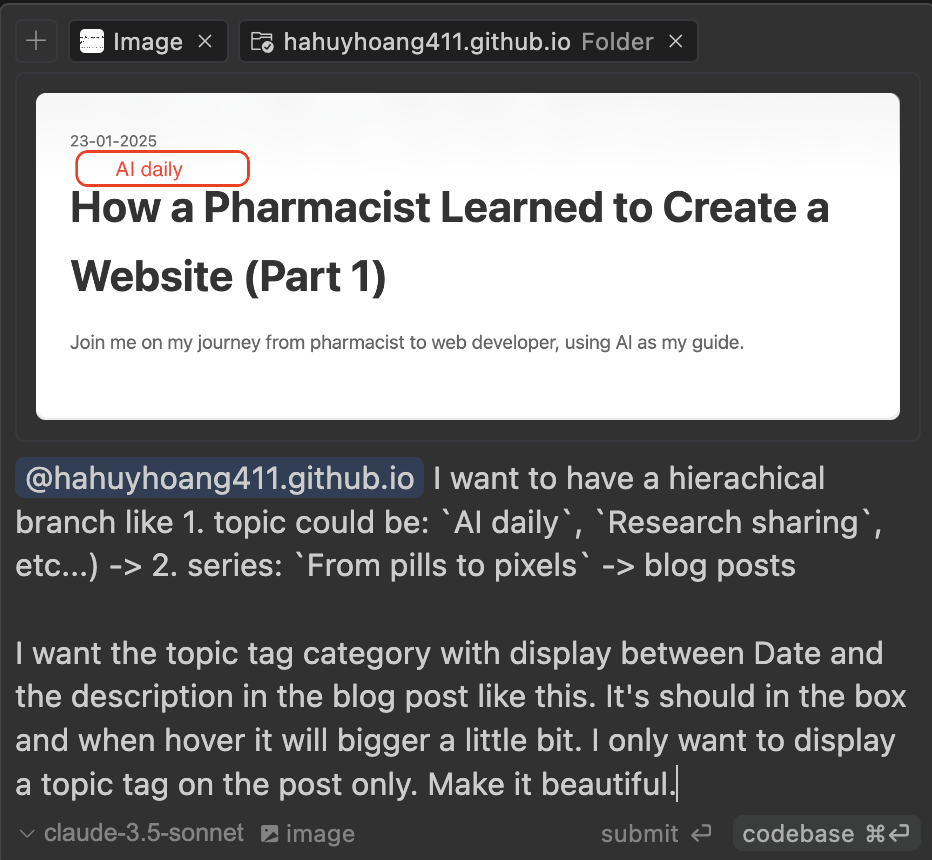 Image
hahuyhoang411.github.io Folder
23-01-2025
AI daily
How a Pharmacist Learned to Create a
Website (Part 1)
Join me on my journey from pharmacist to web developer, using AI as my guide.
@hahuyhoang411.github.io I want to have a hierachical
branch like 1. topic could be: `AI daily`, `Research sharing`,
etc...) -> 2. series: `From pills to pixels` -> blog posts
I want the topic tag category with display between Date and
the description in the blog post like this. It's should in the box
and when hover it will bigger a little bit. I only want to display
a topic tag on the post only. Make it beautiful.
claude-3.5-sonnet image submit codebase ⌘